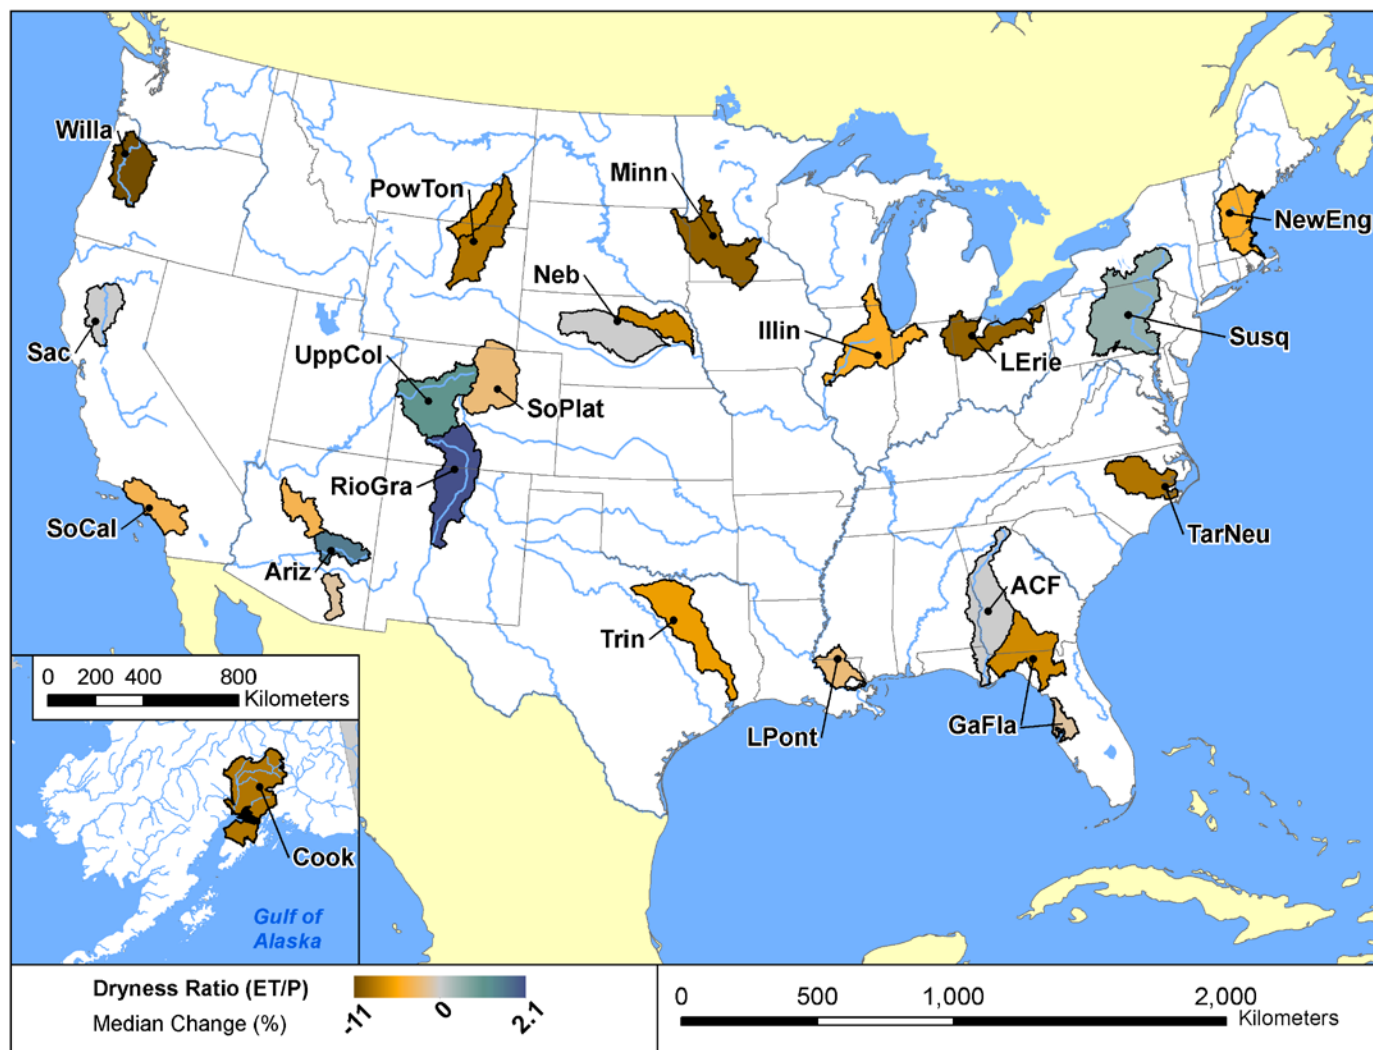 Willa
PowTon
Minn
NewEng
Neb
Sac
UppCol
Illin
LErie
Susq
SoPlat
RioGra
SoCal
Ariz
TarNeu
ACF
Trin
LPont
GaFla
0 200 400 800
Kilometers
Cook
Gulf of
Alaska
Dryness Ratio (ET/P)
Median Change (%)
-11 0 2.1
0 500 1,000 2,000
Kilometers